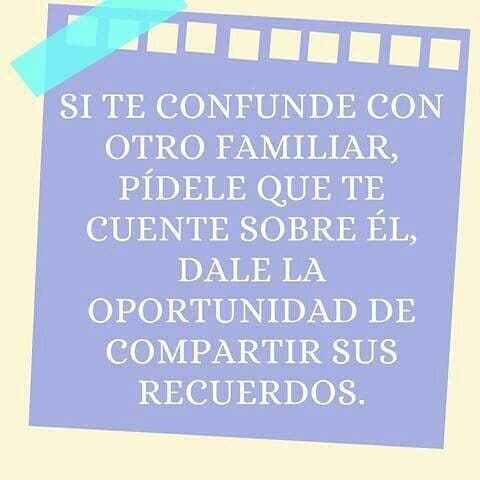 SI TE CONFUNDE CON
OTRO FAMILIAR,
PÍDELE QUE TE
CUENTE SOBRE ÉL,
DALE LA
OPORTUNIDAD DE
COMPARTIR SUS
RECUERDOS.